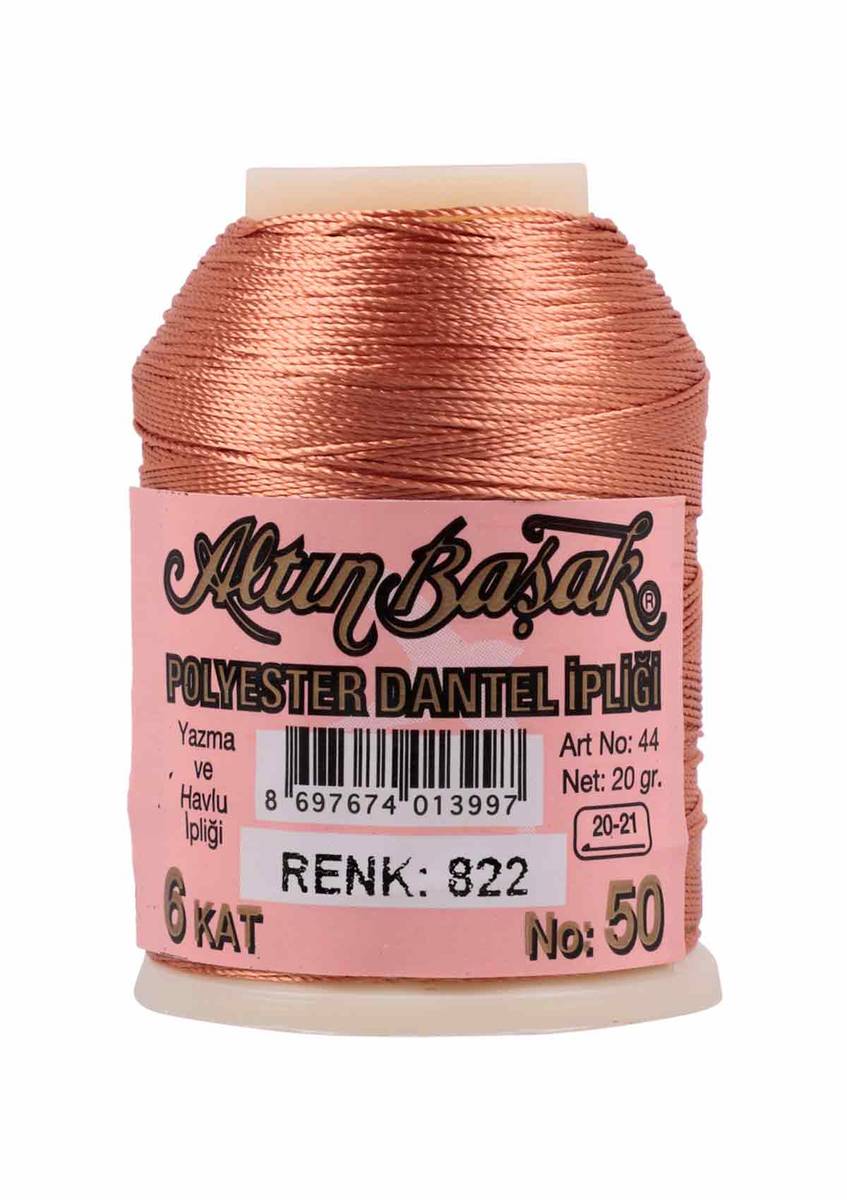 Altın Başak®
POLYESTER DANTEL İPLİĞİ
Yazma
ve
Havlu
İpliği
8 697674 013997
Art No: 44
Net: 20 gr.
20-21
RENK: 822
6 KAT
No: 50